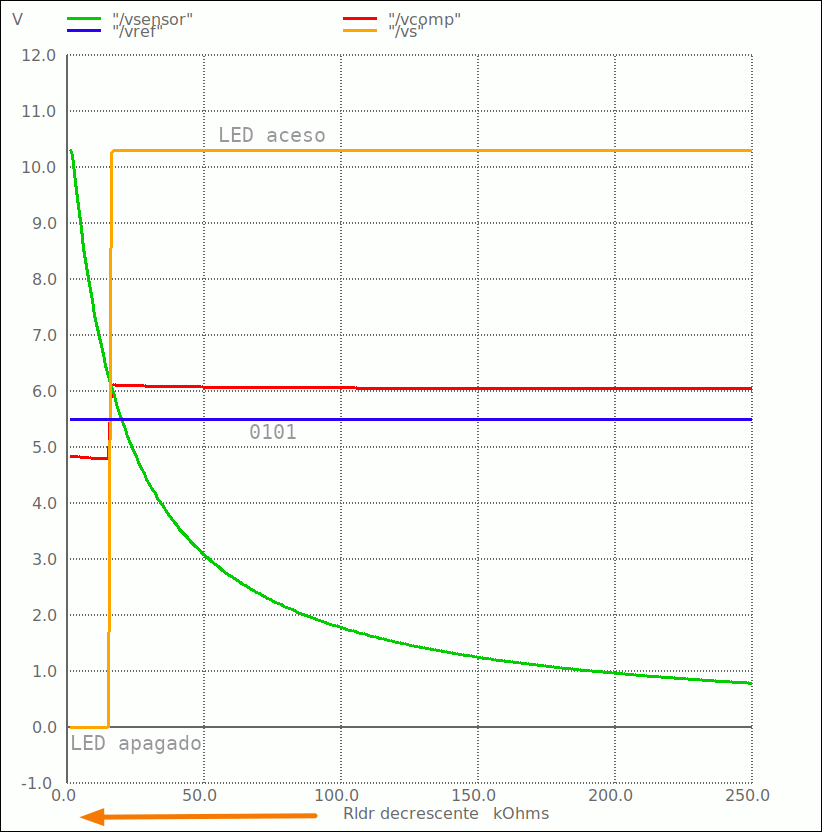 V
"/vsensor"
"/vcomp"
"/vref"
"/vs"
12.0
11.0
LED aceso
10.0
9.0
8.0
7.0
6.0
0101
5.0
4.0
3.0
2.0
1.0
0.0
LED apagado
-1.0
0.0 50.0 100.0 150.0 200.0 250.0
Rldr decrescente kOhms